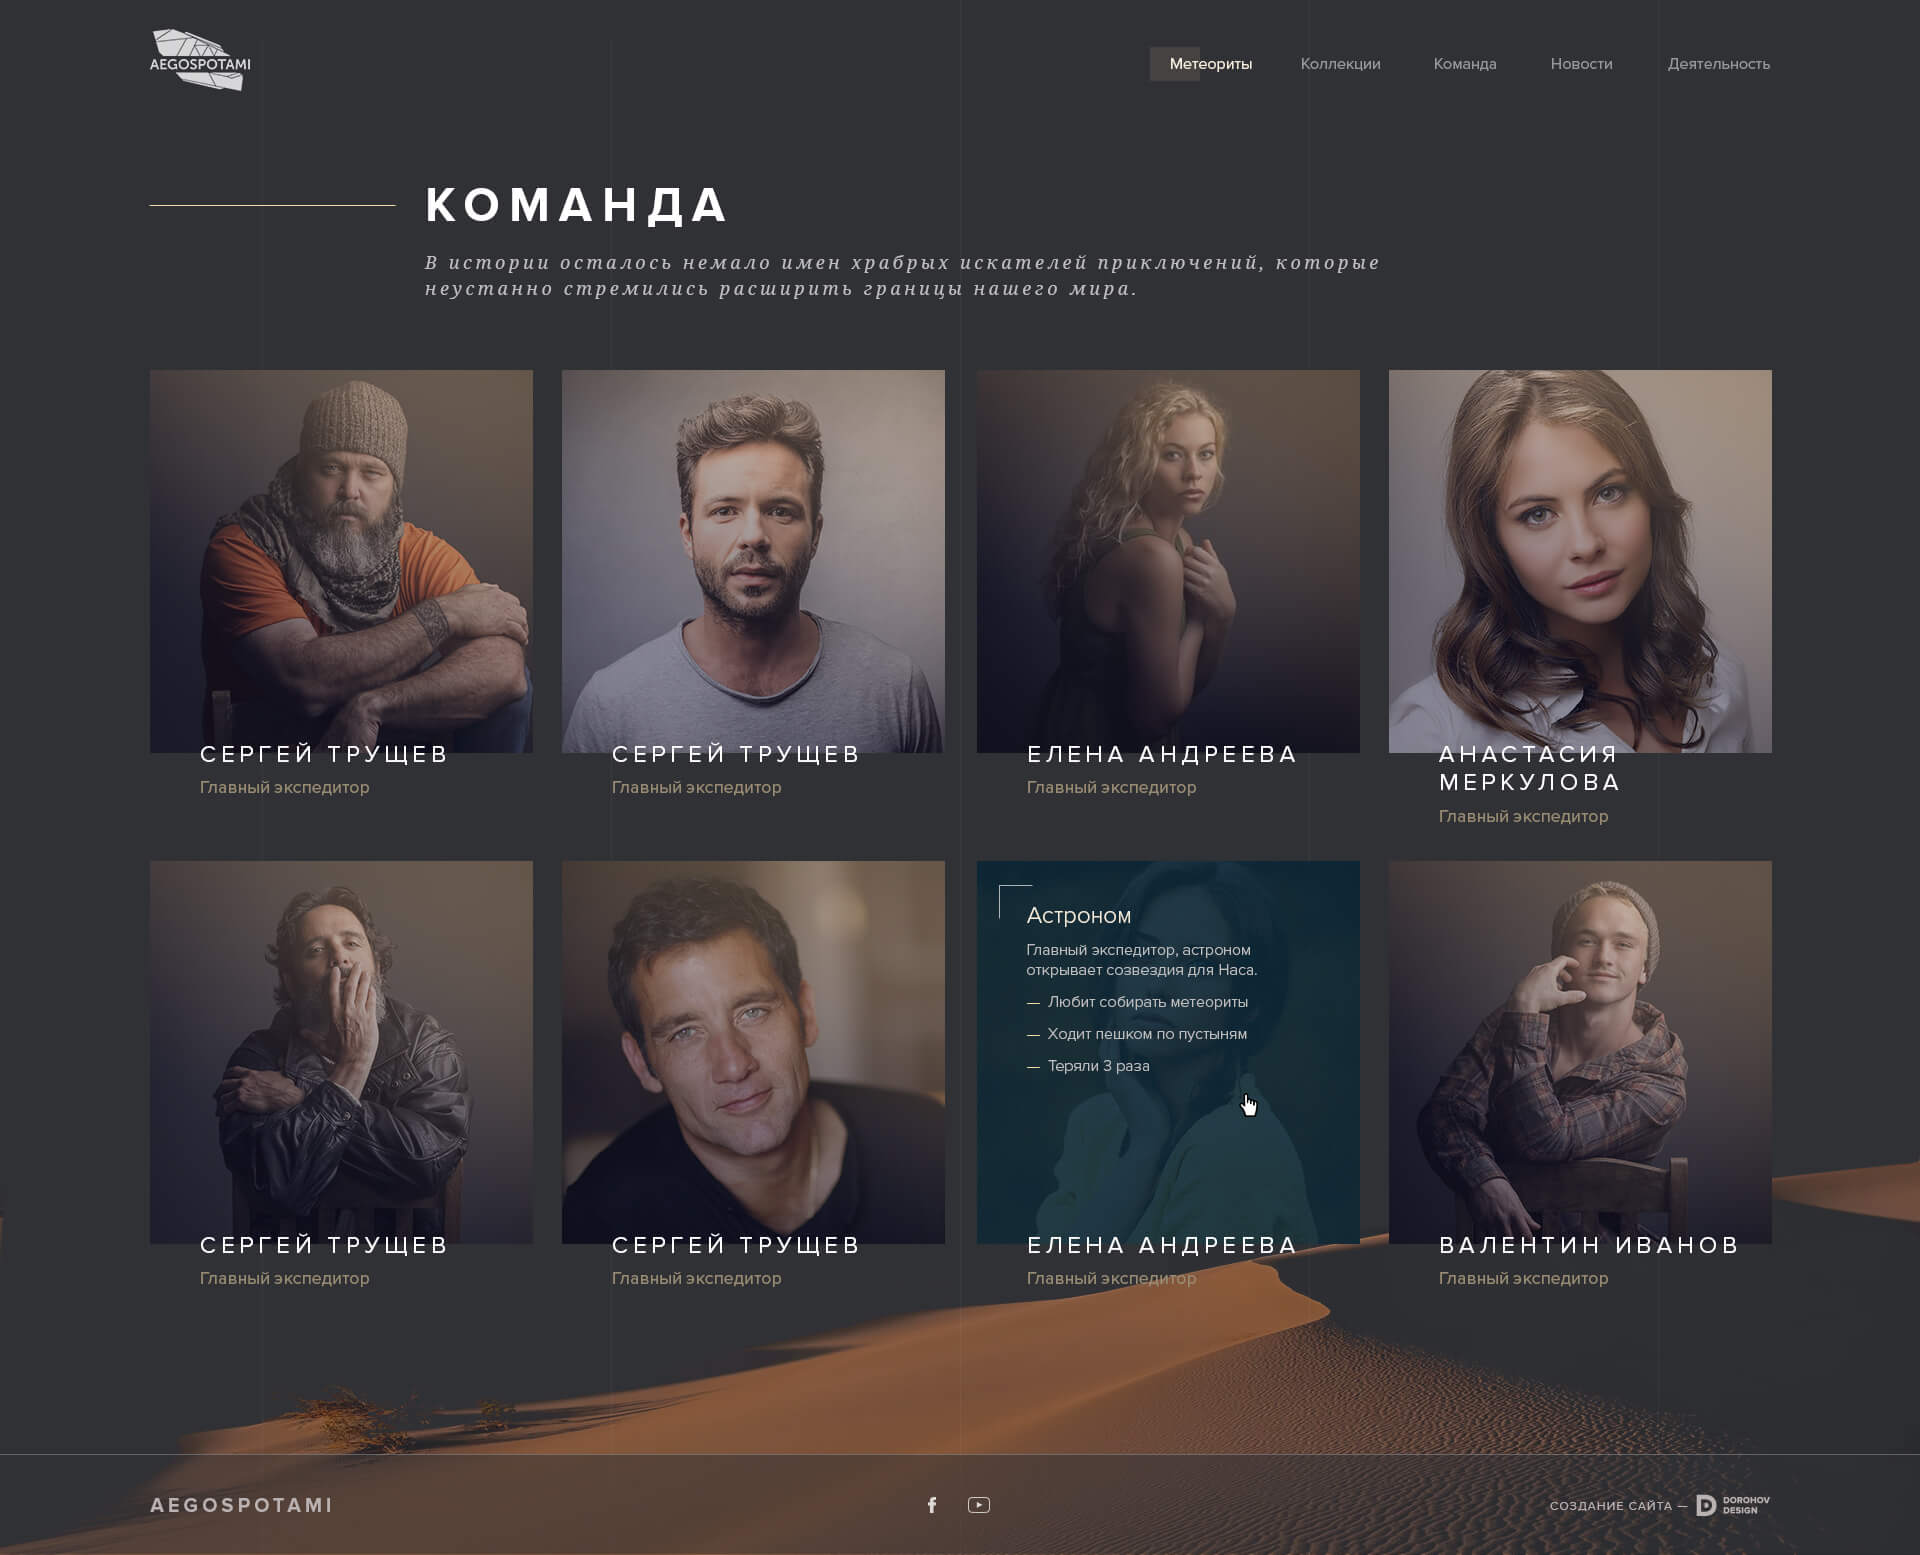 AEGOSPOTAMI
Метеориты
Коллекции
Команда
Новости
Деятельность
КОМАНДА
В истории осталось немало имен храбрых искателей приключений, которые
неустанно стремились расширить границы нашего мира.
СЕРГЕЙ ТРУЩЕВ
Главный экспедитор
СЕРГЕЙ ТРУЩЕВ
Главный экспедитор
ЕЛЕНА АНДРЕЕВА
Главный экспедитор
АНАСТАСИЯ
МЕРКУЛОВА
Главный экспедитор
СЕРГЕЙ ТРУЩЕВ
Главный экспедитор
СЕРГЕЙ ТРУЩЕВ
Главный экспедитор
Астроном
Главный экспедитор, астроном
открывает созвездия для Наса.
— Любит собирать метеориты
— Ходит пешком по пустыням
— Теряли 3 раза
ЕЛЕНА АНДРЕЕВА
Главный экспедитор
ВАЛЕНТИН ИВАНОВ
Главный экспедитор
AEGOSPOTAMI
СОЗДАНИЕ САЙТА —
DOROHOV
DESIGN